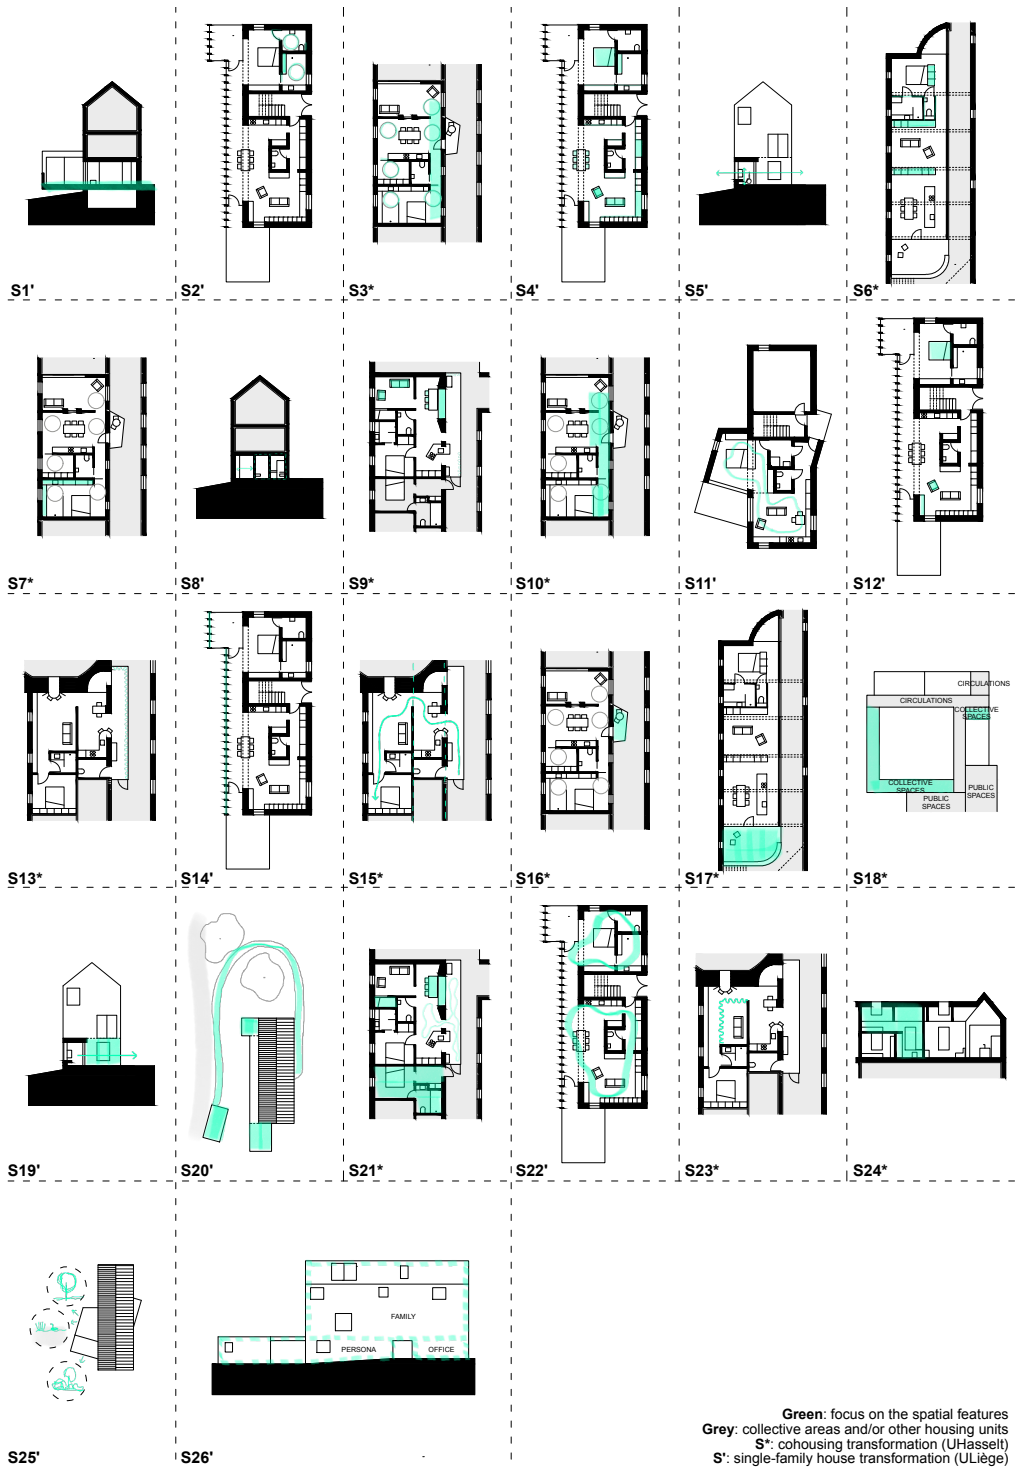 S1'
S2'
S3*
S4'
S5'
S6*
S7*
S8'
S9*
S10*
S11'
S12'
S13*
S14'
S15*
S16*
S17*
CIRCULATIONS
CIRCULATIONS
COLLECTIVE
SPACES
COLLECTIVE
SPACES
PUBLIC
SPACES
PUBLIC
SPACES
S18*
S19'
S20'
S21*
S22'
S23*
S24*
S25'
FAMILY
PERSONA
OFFICE
S26'
Green: focus on the spatial features
Grey: collective areas and/or other housing units
S*: cohousing transformation (UHasselt)
S': single-family house transformation (ULiège)